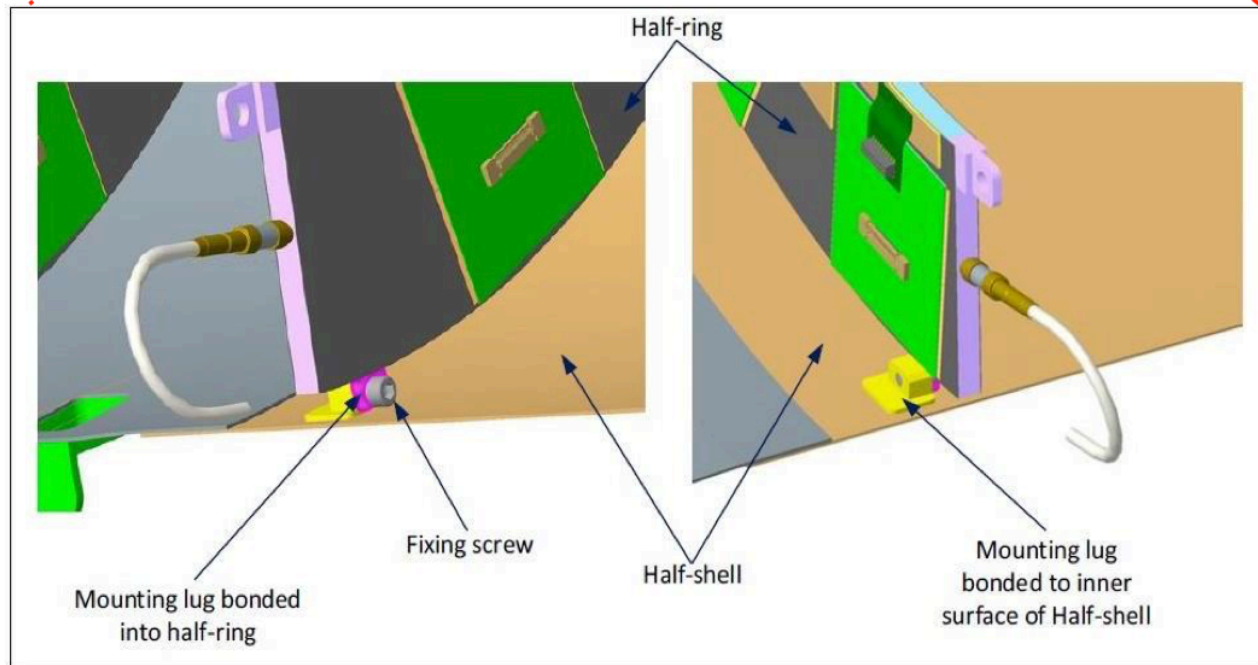 Half-ring
Fixing screw
Half-shell
Mounting lug bonded
into half-ring
Mounting lug
bonded to inner
surface of Half-shell